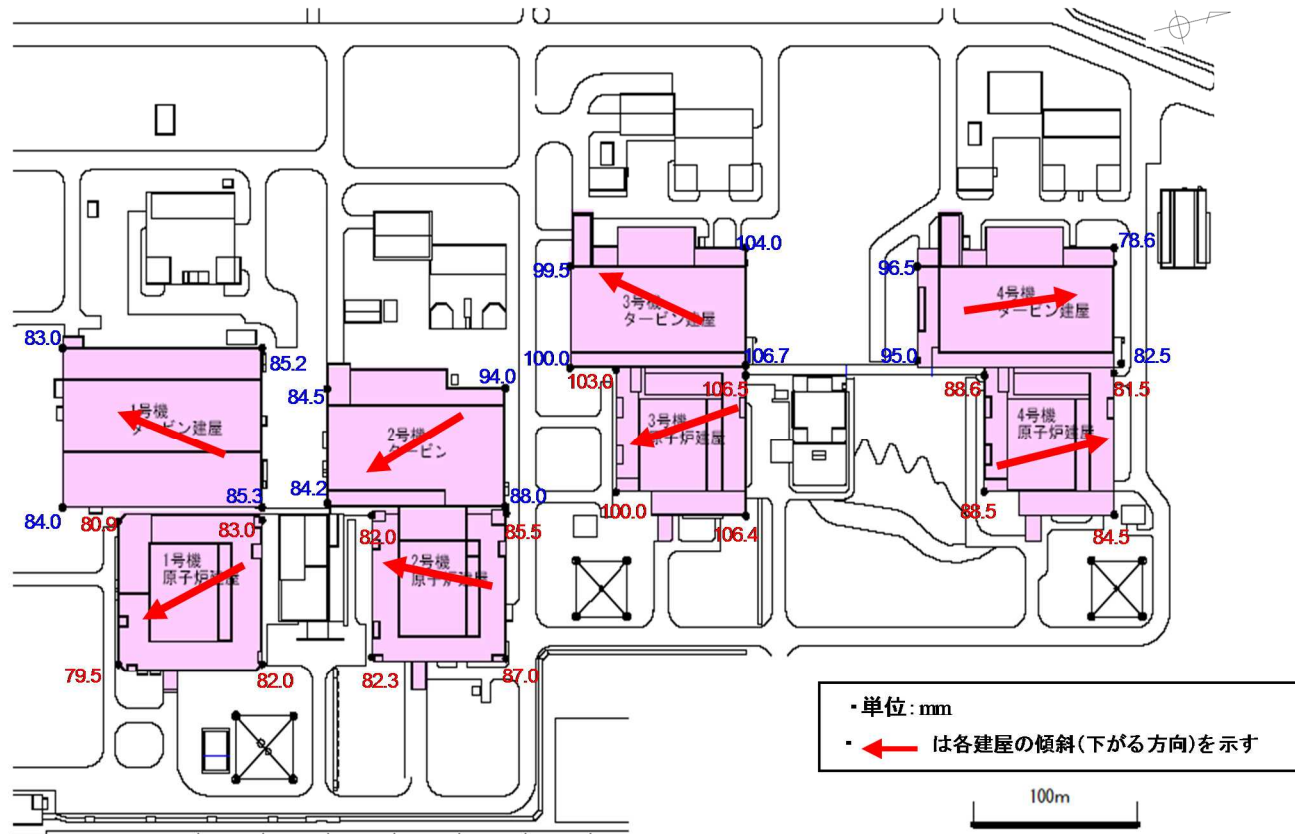 104.0
78.6
99.5
96.5
3号機
タービン建屋
4号機
タービン建屋
83.0
85.2
100.0
106.7
95.0
82.5
103.0
106.5
88.6
81.5
84.5
94.0
1号機
タービン建屋
2号機
タービン
3号機
原子炉建屋
4号機
原子炉建屋
84.0
80.9
85.3
83.0
84.2
82.0
88.0
85.5
100.0
106.4
88.5
84.5
1号機
原子炉建屋
2号機
原子炉建屋
79.5
82.0
82.3
87.0
・単位:mm
・ は各建屋の傾斜(下がる方向)を示す
100m